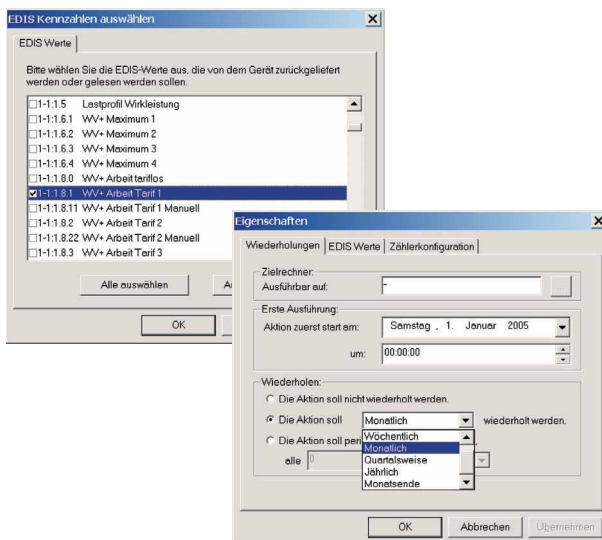 EDIS Kennzahlen auswählen
EDIS Werte
Bitte wählen Sie die EDIS-Werte aus, die von dem Gerät zurückgeliefert
werden oder gelesen werden sollen.
1-1:1.5 Lastprofil Wirkleistung
1-1:1.6.1 WV+ Maximum 1
1-1:1.6.2 WV+ Maximum 2
1-1:1.6.3 WV+ Maximum 3
1-1:1.6.4 WV+ Maximum 4
1-1:1.8.0 WV+ Arbeit tariflos
1-1:1.8.1 WV+ Arbeit Tarif 1
1-1:1.8.11 WV+ Arbeit Tarif 1 Manuell
1-1:1.8.2 WV+ Arbeit Tarif 2
1-1:1.8.22 WV+ Arbeit Tarif 2 Manuell
1-1:1.8.3 WV+ Arbeit Tarif 3
Alle auswählen
OK
Eigenschaften
Wiederholungen EDIS Werte Zählerkonfiguration
Zielrechner:
Ausführbar auf: -
Erste Ausführung:
Aktion zuerst start am: Samstag , 1. Januar 2005
um: 00:00:00
Wiederholen:
Die Aktion soll nicht wiederholt werden.
Die Aktion soll Monatlich wiederholt werden.
Die Aktion soll peri
alle 0
Wöchentlich
Monatlich
Quartalsweise
Jährlich
Monatsende
OK Abbrechen Übernehmen